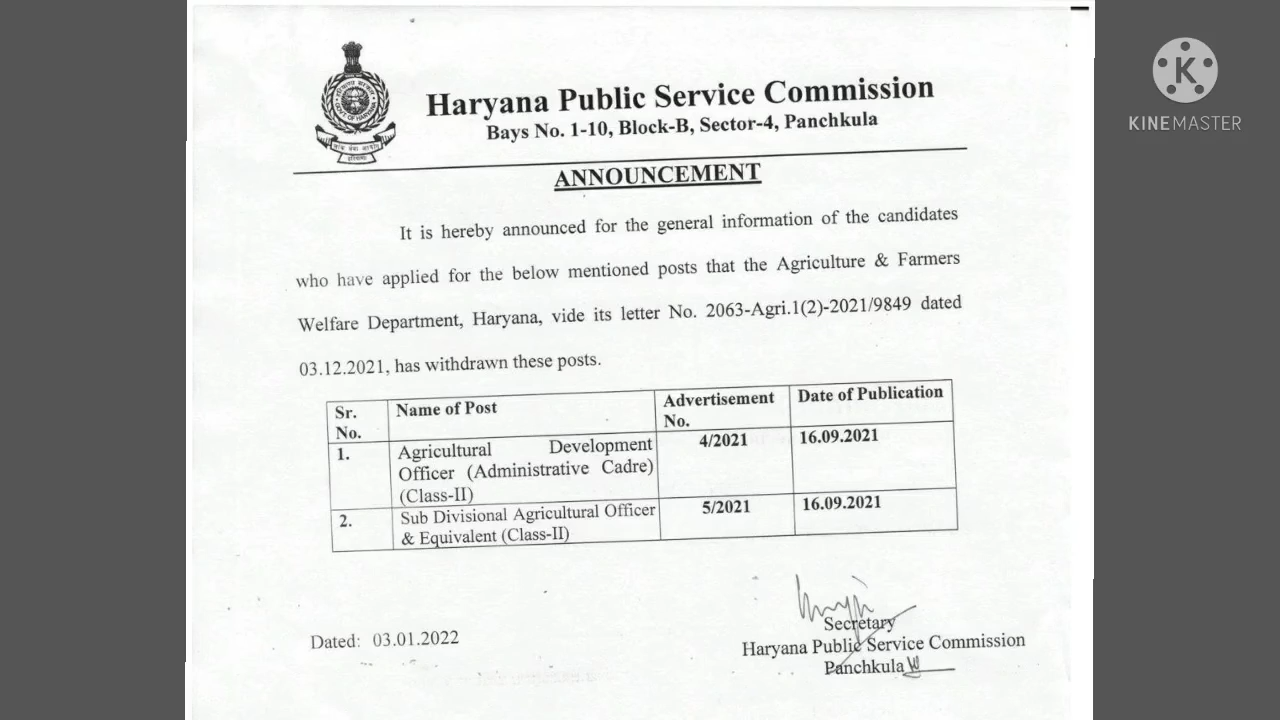 Haryana Public Service Commission
Bays No. 1-10, Block-B, Sector-4, Panchkula
ANNOUNCEMENT
It is hereby announced for the general information of the candidates
who have applied for the below mentioned posts that the Agriculture & Farmers
Welfare Department, Haryana, vide its letter No. 2063-Agri.1(2)-2021/9849 dated
03.12.2021, has withdrawn these posts.
Sr. No. Name of Post Advertisement No. Date of Publication
1. Agricultural Development Officer (Administrative Cadre) (Class-II) 4/2021 16.09.2021
2. Sub Divisional Agricultural Officer & Equivalent (Class-II) 5/2021 16.09.2021
Dated: 03.01.2022
Secretary
Haryana Public Service Commission
Panchkula
K
KINEMASTER